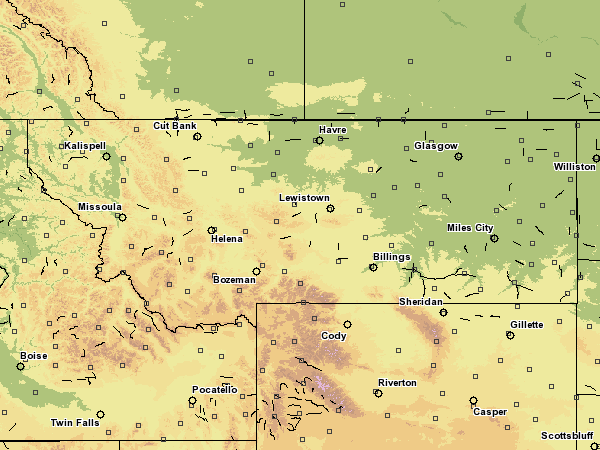 Cut Bank
Havre
Kalispell
Glasgow
Williston
Missoula
Lewistown
Helena
Miles City
Billings
Bozeman
Sheridan
Cody
Gillette
Boise
Pocatello
Riverton
Twin Falls
Casper
Scottsbluff